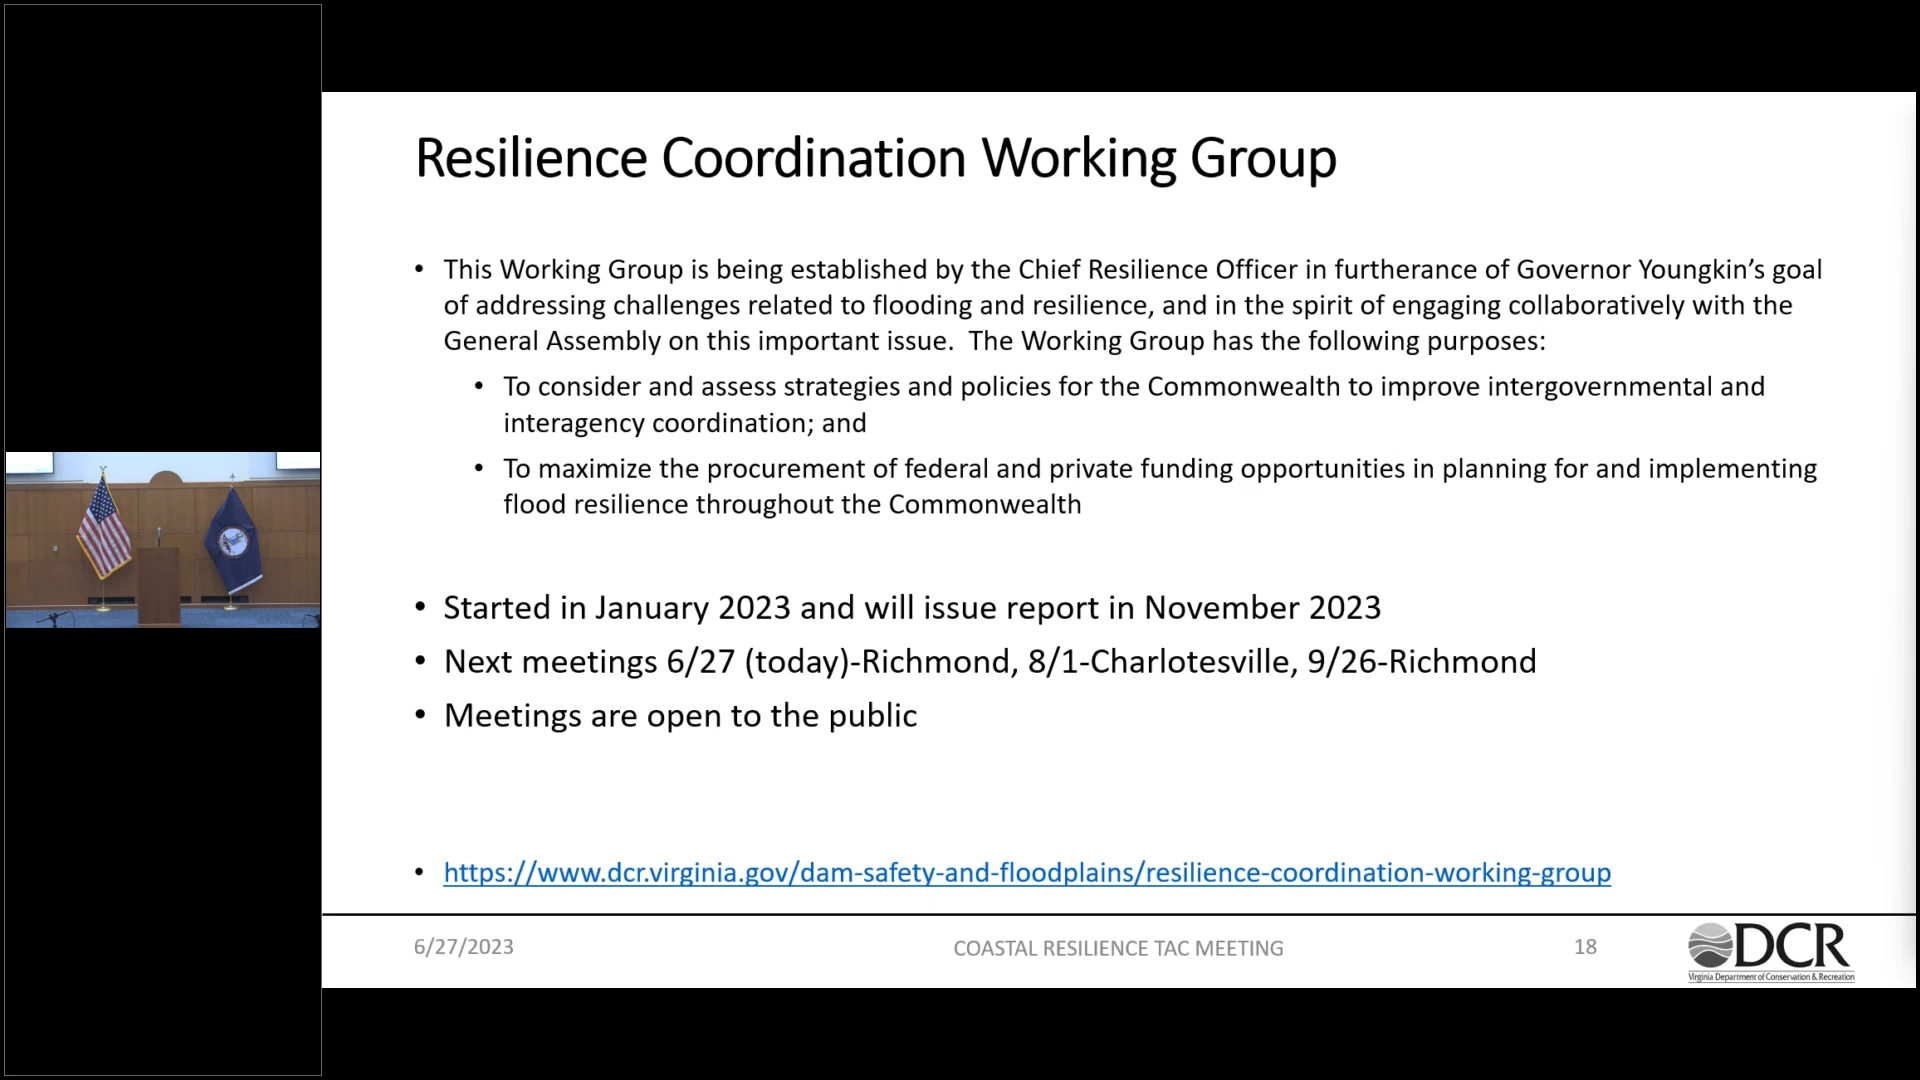 Resilience Coordination Working Group
• This Working Group is being established by the Chief Resilience Officer in furtherance of Governor Youngkin’s goal
of addressing challenges related to flooding and resilience, and in the spirit of engaging collaboratively with the
General Assembly on this important issue.  The Working Group has the following purposes:
• To consider and assess strategies and policies for the Commonwealth to improve intergovernmental and
interagency coordination; and
• To maximize the procurement of federal and private funding opportunities in planning for and implementing
flood resilience throughout the Commonwealth
• Started in January 2023 and will issue report in November 2023
• Next meetings 6/27 (today)-Richmond, 8/1-Charlotesville, 9/26-Richmond
• Meetings are open to the public
• https://www.dcr.virginia.gov/dam-safety-and-floodplains/resilience-coordination-working-group
6/27/2023
COASTAL RESILIENCE TAC MEETING
18
DCR
Virginia Department of Conservation & Recreation